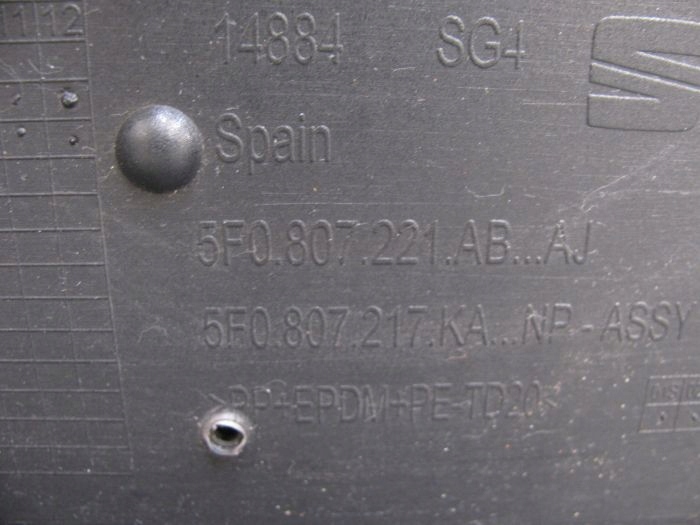 11 12
14884 SG4
Spain
5F0.807.221.AB...AJ
5F0.807.217.KA...NP - ASSY
>PP+EPDM+PE-TD20<